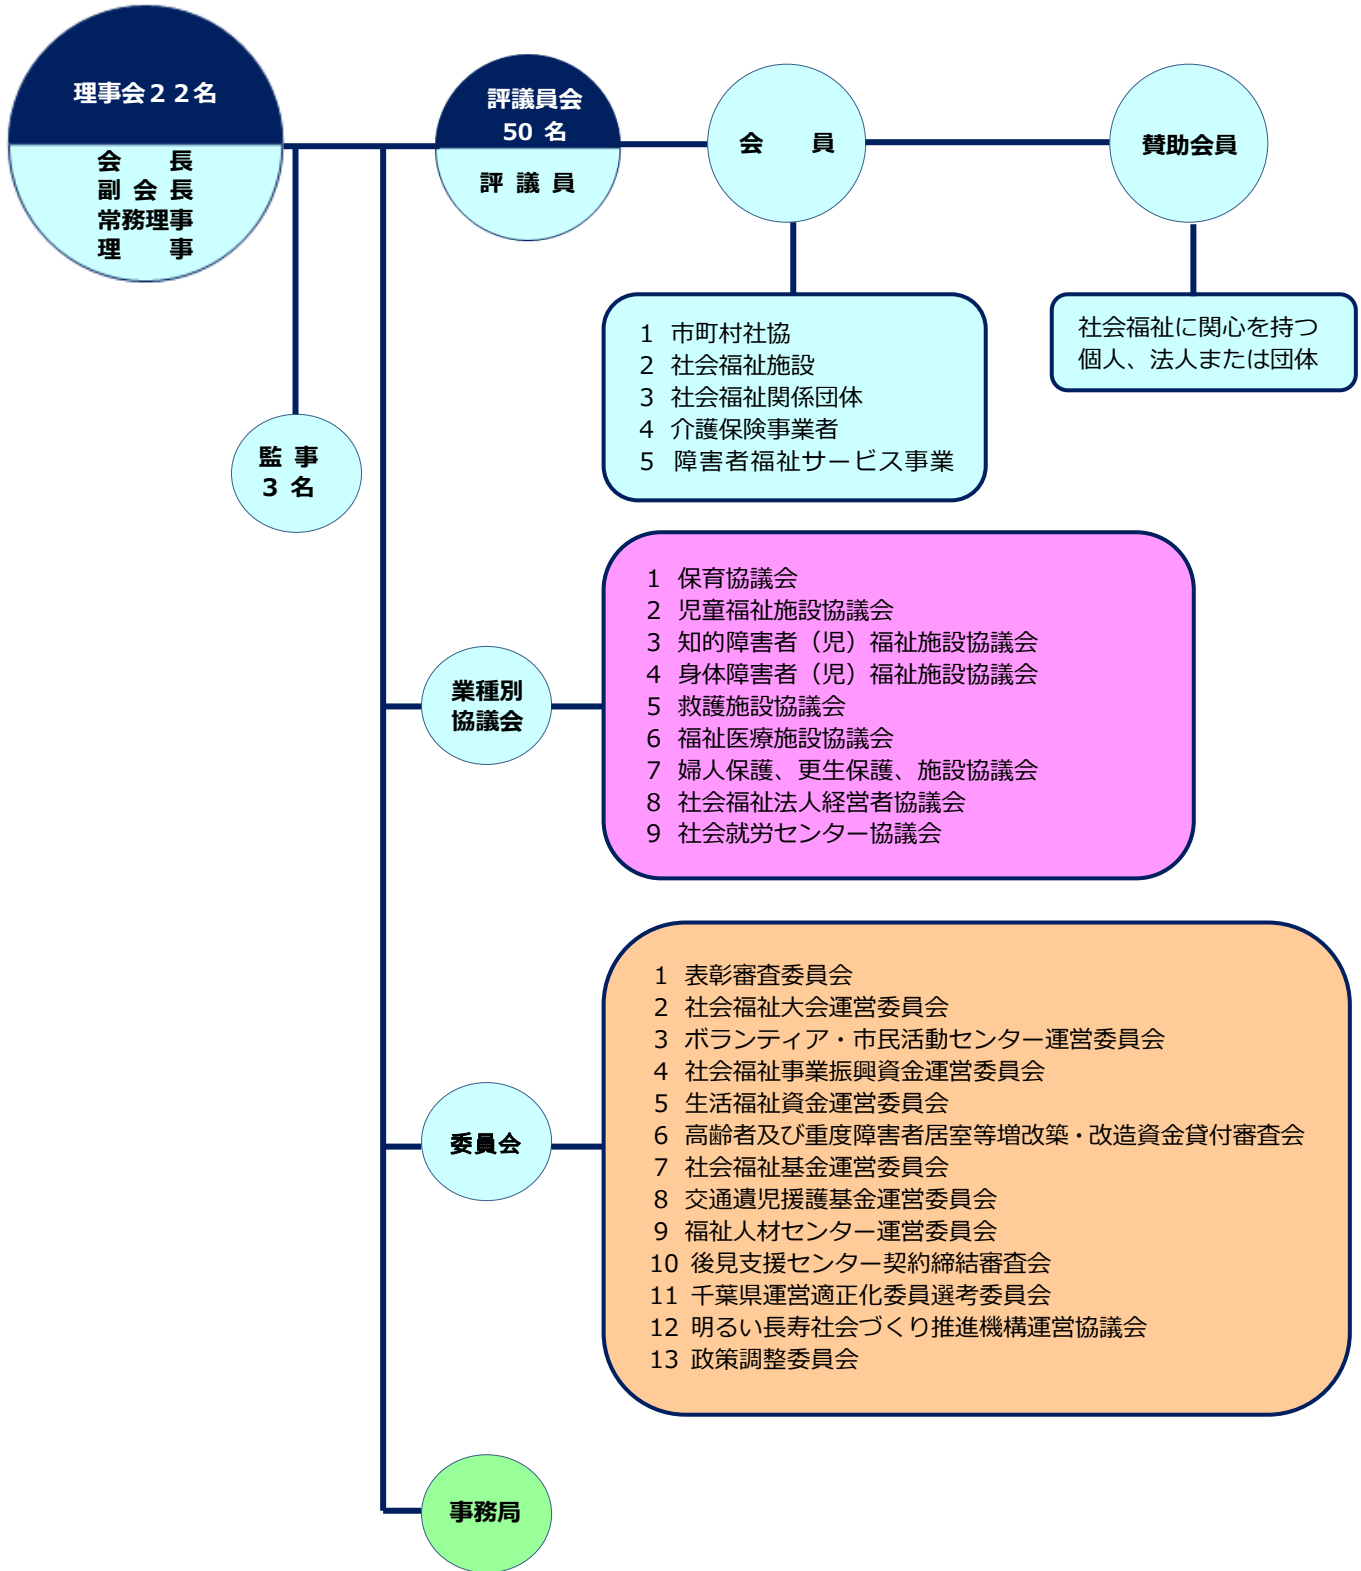 理事会２２名
会　　長
副 会 長
常務理事
理　　事
評議員会
50 名
評 議 員
会　　員
賛助会員
1 市町村社協
2 社会福祉施設
3 社会福祉関係団体
4 介護保険事業者
5 障害者福祉サービス事業
社会福祉に関心を持つ
個人、法人または団体
監 事
3 名
業種別
協議会
1 保育協議会
2 児童福祉施設協議会
3 知的障害者（児）福祉施設協議会
4 身体障害者（児）福祉施設協議会
5 救護施設協議会
6 福祉医療施設協議会
7 婦人保護、更生保護、施設協議会
8 社会福祉法人経営者協議会
9 社会就労センター協議会
委員会
1 表彰審査委員会
2 社会福祉大会運営委員会
3 ボランティア・市民活動センター運営委員会
4 社会福祉事業振興資金運営委員会
5 生活福祉資金運営委員会
6 高齢者及び重度障害者居室等増改築・改造資金貸付審査会
7 社会福祉基金運営委員会
8 交通遺児援護基金運営委員会
9 福祉人材センター運営委員会
10 後見支援センター契約締結審査会
11 千葉県運営適正化委員選考委員会
12 明るい長寿社会づくり推進機構運営協議会
13 政策調整委員会
事務局